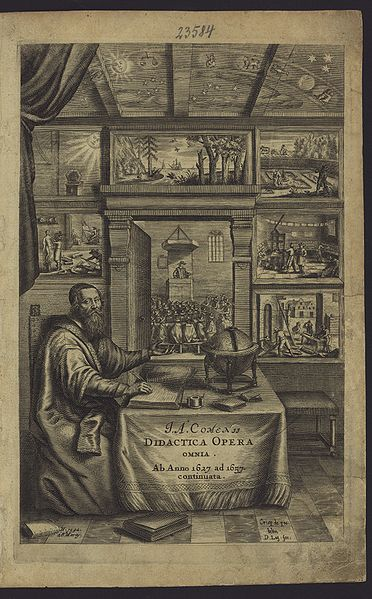 23584
J.A. Comenii
DIDACTICA OPERA
OMNIA.
Ab Anno 1627 ad 1657
continuata.